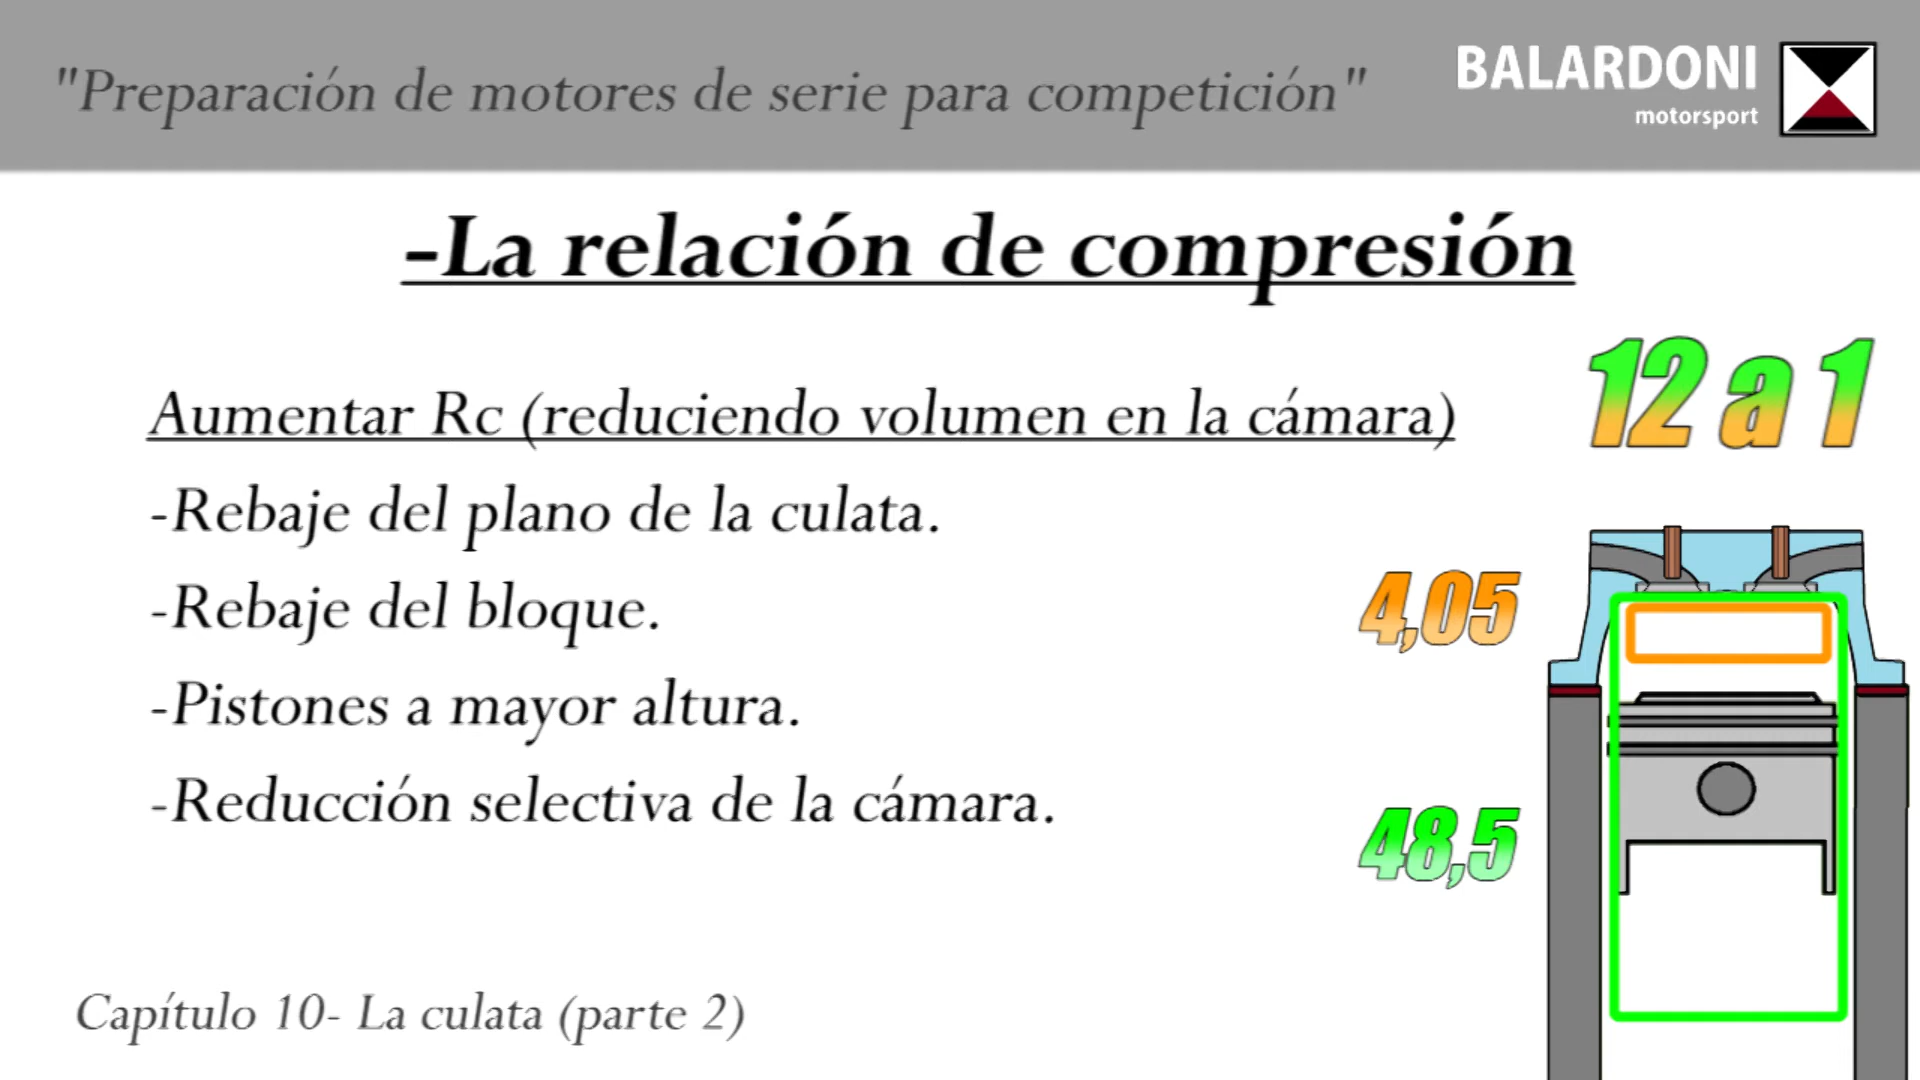 "Preparación de motores de serie para competición"
BALARDONI
motorsport
-La relación de compresión
12 a 1
Aumentar Rc (reduciendo volumen en la cámara)
-Rebaje del plano de la culata.
-Rebaje del bloque.
4,05
-Pistones a mayor altura.
-Reducción selectiva de la cámara.
48,5
Capítulo 10- La culata (parte 2)